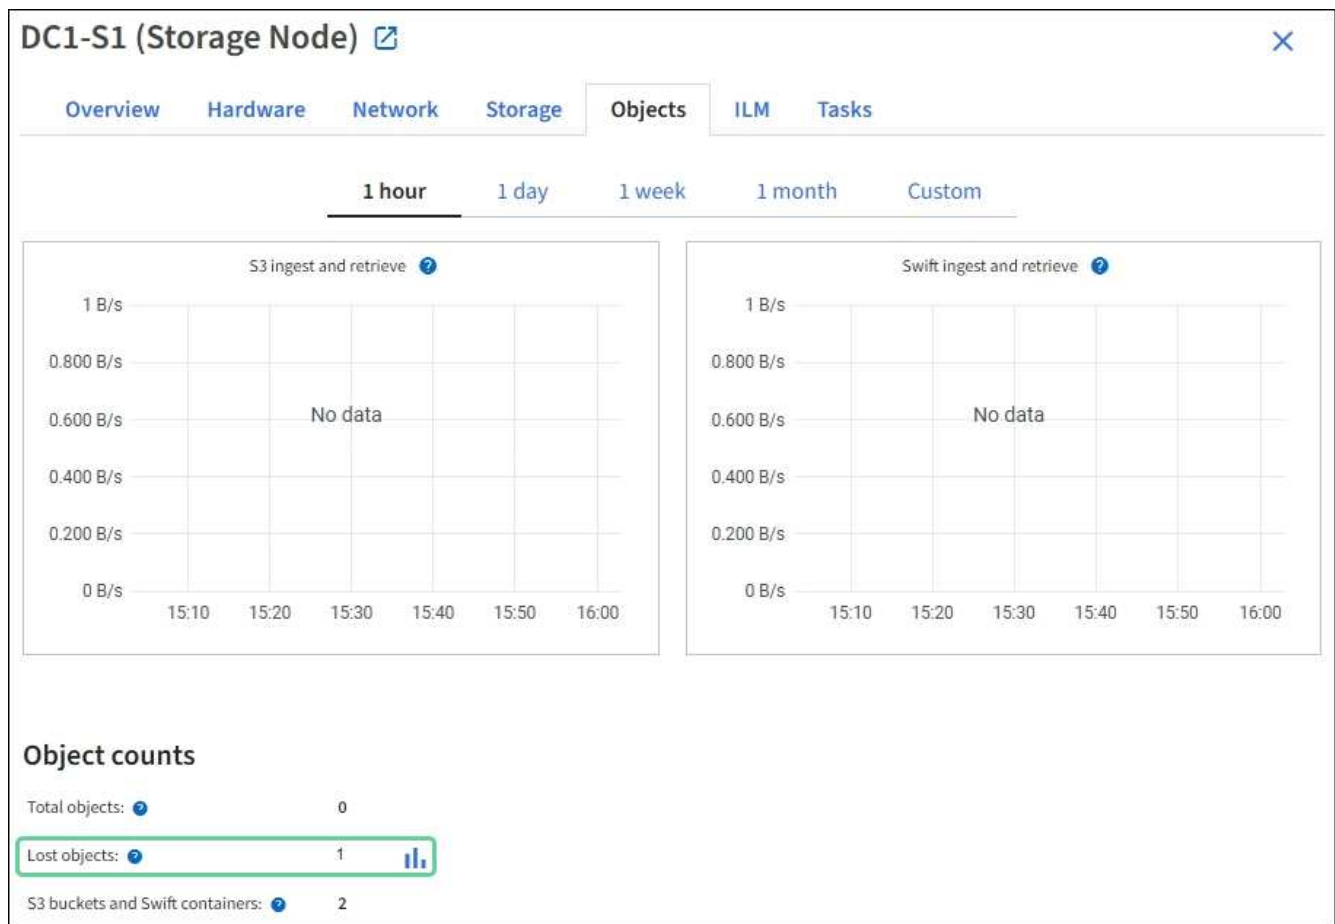 DC1-S1 (Storage Node)
Overview Hardware Network Storage Objects ILM Tasks
1 hour 1 day 1 week 1 month Custom
S3 ingest and retrieve
1 B/s
0.800 B/s
0.600 B/s
0.400 B/s
0.200 B/s
0 B/s
No data
15:10 15:20 15:30 15:40 15:50 16:00
Swift ingest and retrieve
1 B/s
0.800 B/s
0.600 B/s
0.400 B/s
0.200 B/s
0 B/s
No data
15:10 15:20 15:30 15:40 15:50 16:00
Object counts
Total objects: 0
Lost objects: 1
S3 buckets and Swift containers: 2